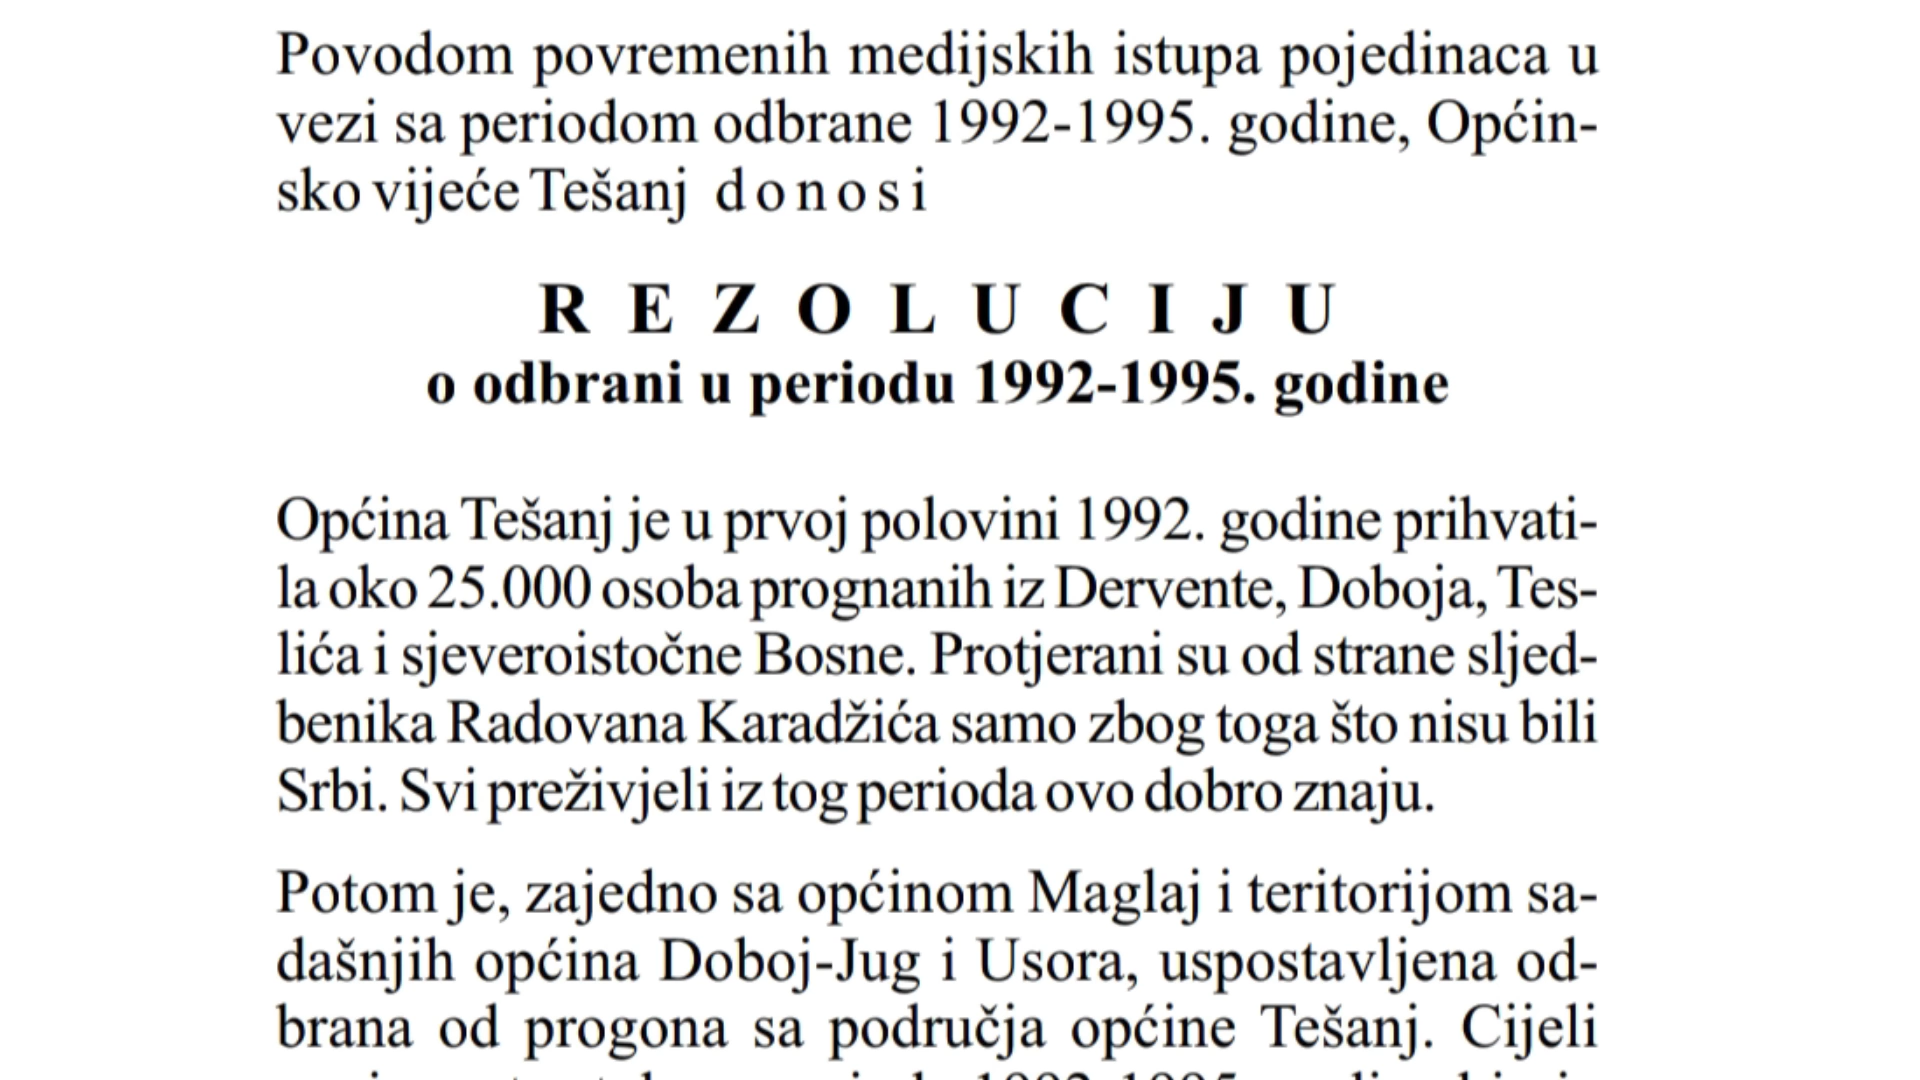 Povodom povremenih medijskih istupa pojedinaca u
vezi sa periodom odbrane 1992-1995. godine, Općin-
sko vijeće Tešanj d o n o s i
R E Z O L U C I J U
o odbrani u periodu 1992-1995. godine
Općina Tešanj je u prvoj polovini 1992. godine prihvati-
la oko 25.000 osoba prognanih iz Dervente, Doboja, Tes-
lića i sjeveroistočne Bosne. Protjerani su od strane sljed-
benika Radovana Karadžića samo zbog toga što nisu bili
Srbi. Svi preživjeli iz tog perioda ovo dobro znaju.
Potom je, zajedno sa općinom Maglaj i teritorijom sa-
dašnjih općina Doboj-Jug i Usora, uspostavljena od-
brana od progona sa područja općine Tešanj. Cijeli